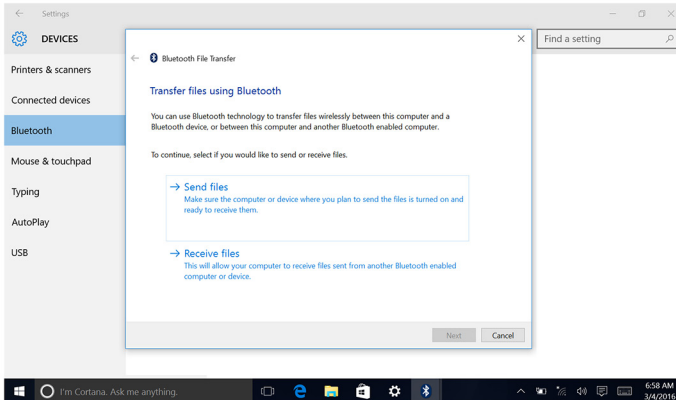 Settings
DEVICES
Find a setting
Printers & scanners
Connected devices
Bluetooth
Mouse & touchpad
Typing
AutoPlay
USB
Bluetooth File Transfer
Transfer files using Bluetooth
You can use Bluetooth technology to transfer files wirelessly between this computer and a
Bluetooth device, or between this computer and another Bluetooth enabled computer.
To continue, select if you would like to send or receive files.
Send files
Make sure the computer or device where you plan to send the files is turned on and
ready to receive them.
Receive files
This will allow your computer to receive files sent from another Bluetooth enabled
computer or device.
Next Cancel
I'm Cortana. Ask me anything.
6:58 AM
3/4/2016